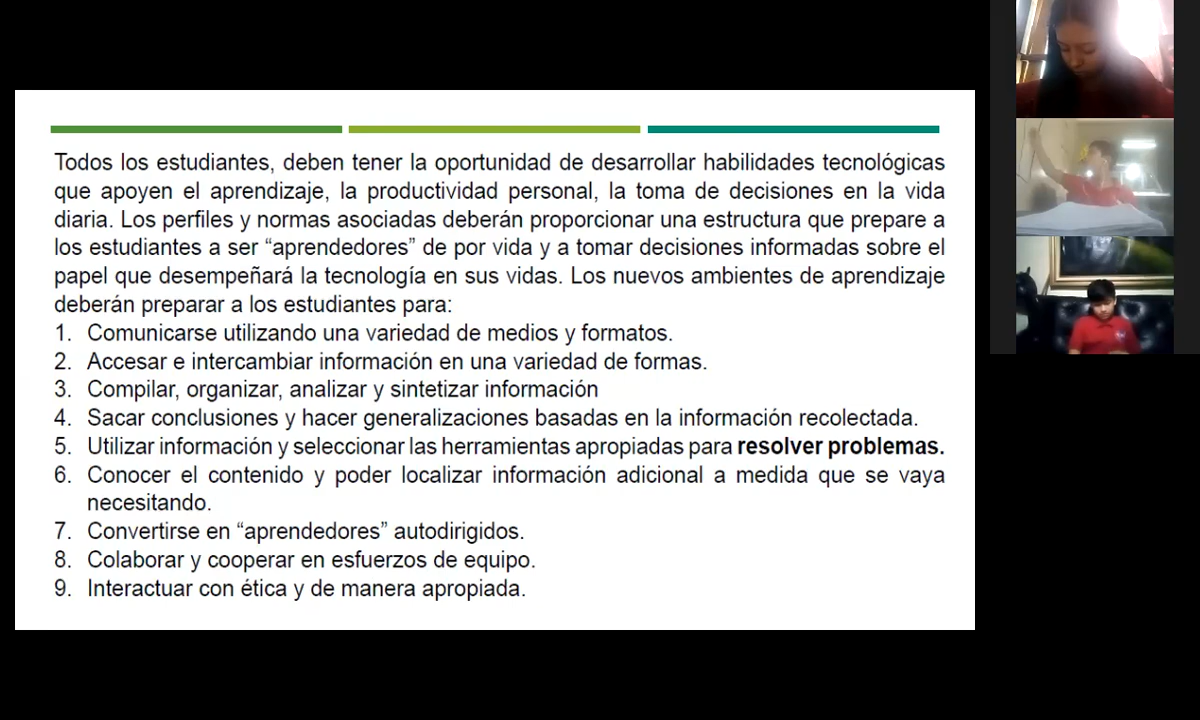 Todos los estudiantes, deben tener la oportunidad de desarrollar habilidades tecnológicas
que apoyen el aprendizaje, la productividad personal, la toma de decisiones en la vida
diaria. Los perfiles y normas asociadas deberán proporcionar una estructura que prepare a
los estudiantes a ser “aprendedores” de por vida y a tomar decisiones informadas sobre el
papel que desempeñará la tecnología en sus vidas. Los nuevos ambientes de aprendizaje
deberán preparar a los estudiantes para:
1. Comunicarse utilizando una variedad de medios y formatos.
2. Accesar e intercambiar información en una variedad de formas.
3. Compilar, organizar, analizar y sintetizar información
4. Sacar conclusiones y hacer generalizaciones basadas en la información recolectada.
5. Utilizar información y seleccionar las herramientas apropiadas para resolver problemas.
6. Conocer el contenido y poder localizar información adicional a medida que se vaya
necesitando.
7. Convertirse en “aprendedores” autodirigidos.
8. Colaborar y cooperar en esfuerzos de equipo.
9. Interactuar con ética y de manera apropiada.